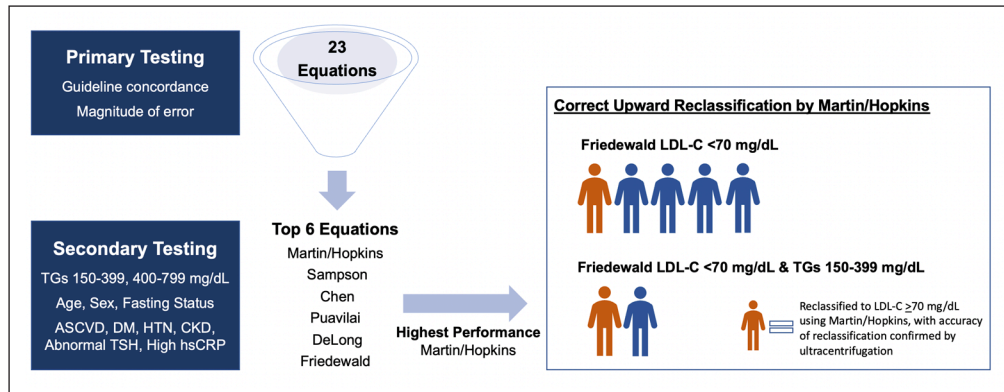 Primary Testing
Guideline concordance
Magnitude of error
23
Equations
Secondary Testing
TGs 150-399, 400-799 mg/dL
Age, Sex, Fasting Status
ASCVD, DM, HTN, CKD,
Abnormal TSH, High hsCRP
Top 6 Equations
Martin/Hopkins
Sampson
Chen
Puavilai
DeLong
Friedewald
Highest Performance
Martin/Hopkins
Correct Upward Reclassification by Martin/Hopkins
Friedewald LDL-C <70 mg/dL
Friedewald LDL-C <70 mg/dL & TGs 150-399 mg/dL
Reclassified to LDL-C ≥70 mg/dL
using Martin/Hopkins, with accuracy
of reclassification confirmed by
ultracentrifugation